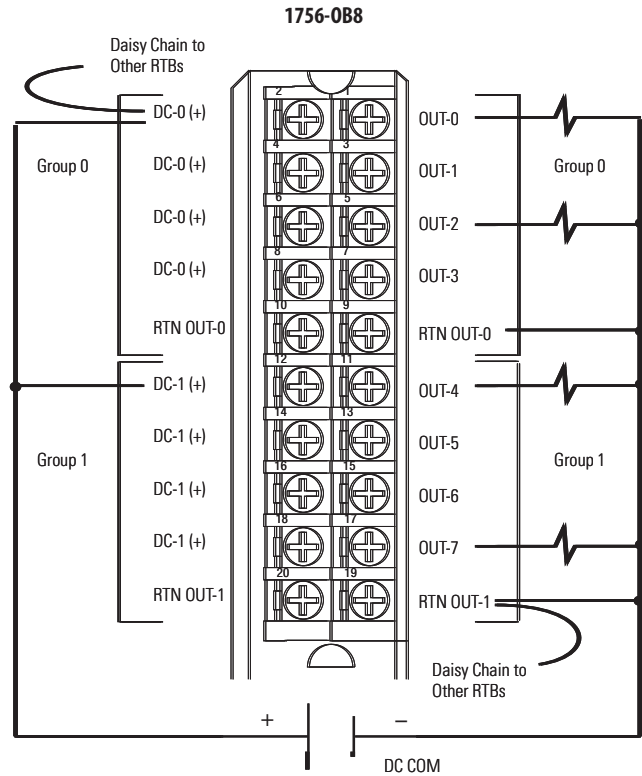 1756-OB8
Daisy Chain to
Other RTBs
DC-0 (+)
2
1
OUT-0
Group 0
DC-0 (+)
4
3
OUT-1
Group 0
DC-0 (+)
6
5
OUT-2
DC-0 (+)
8
7
OUT-3
RTN OUT-0
10
9
RTN OUT-0
DC-1 (+)
12
11
OUT-4
DC-1 (+)
14
13
OUT-5
Group 1
DC-1 (+)
16
15
OUT-6
Group 1
DC-1 (+)
18
17
OUT-7
RTN OUT-1
20
19
RTN OUT-1
Daisy Chain to
Other RTBs
+
–
DC COM